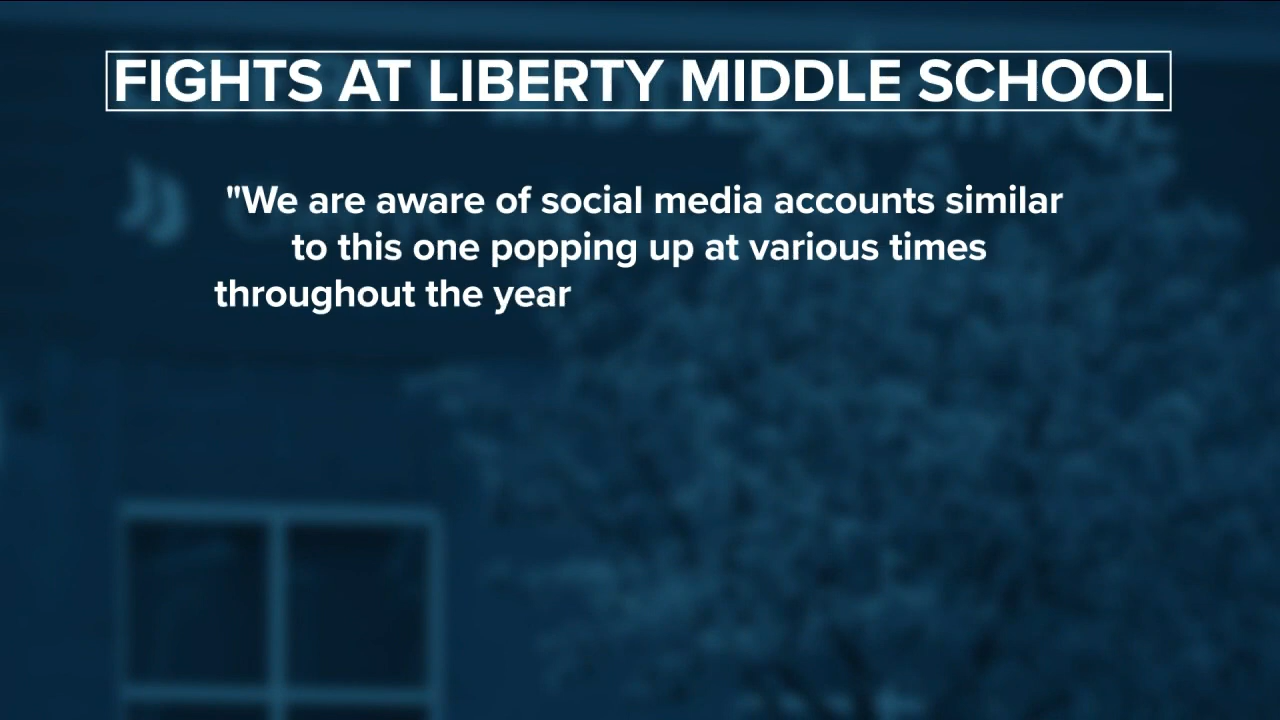 FIGHTS AT LIBERTY MIDDLE SCHOOL
"We are aware of social media accounts similar
to this one popping up at various times
throughout the year